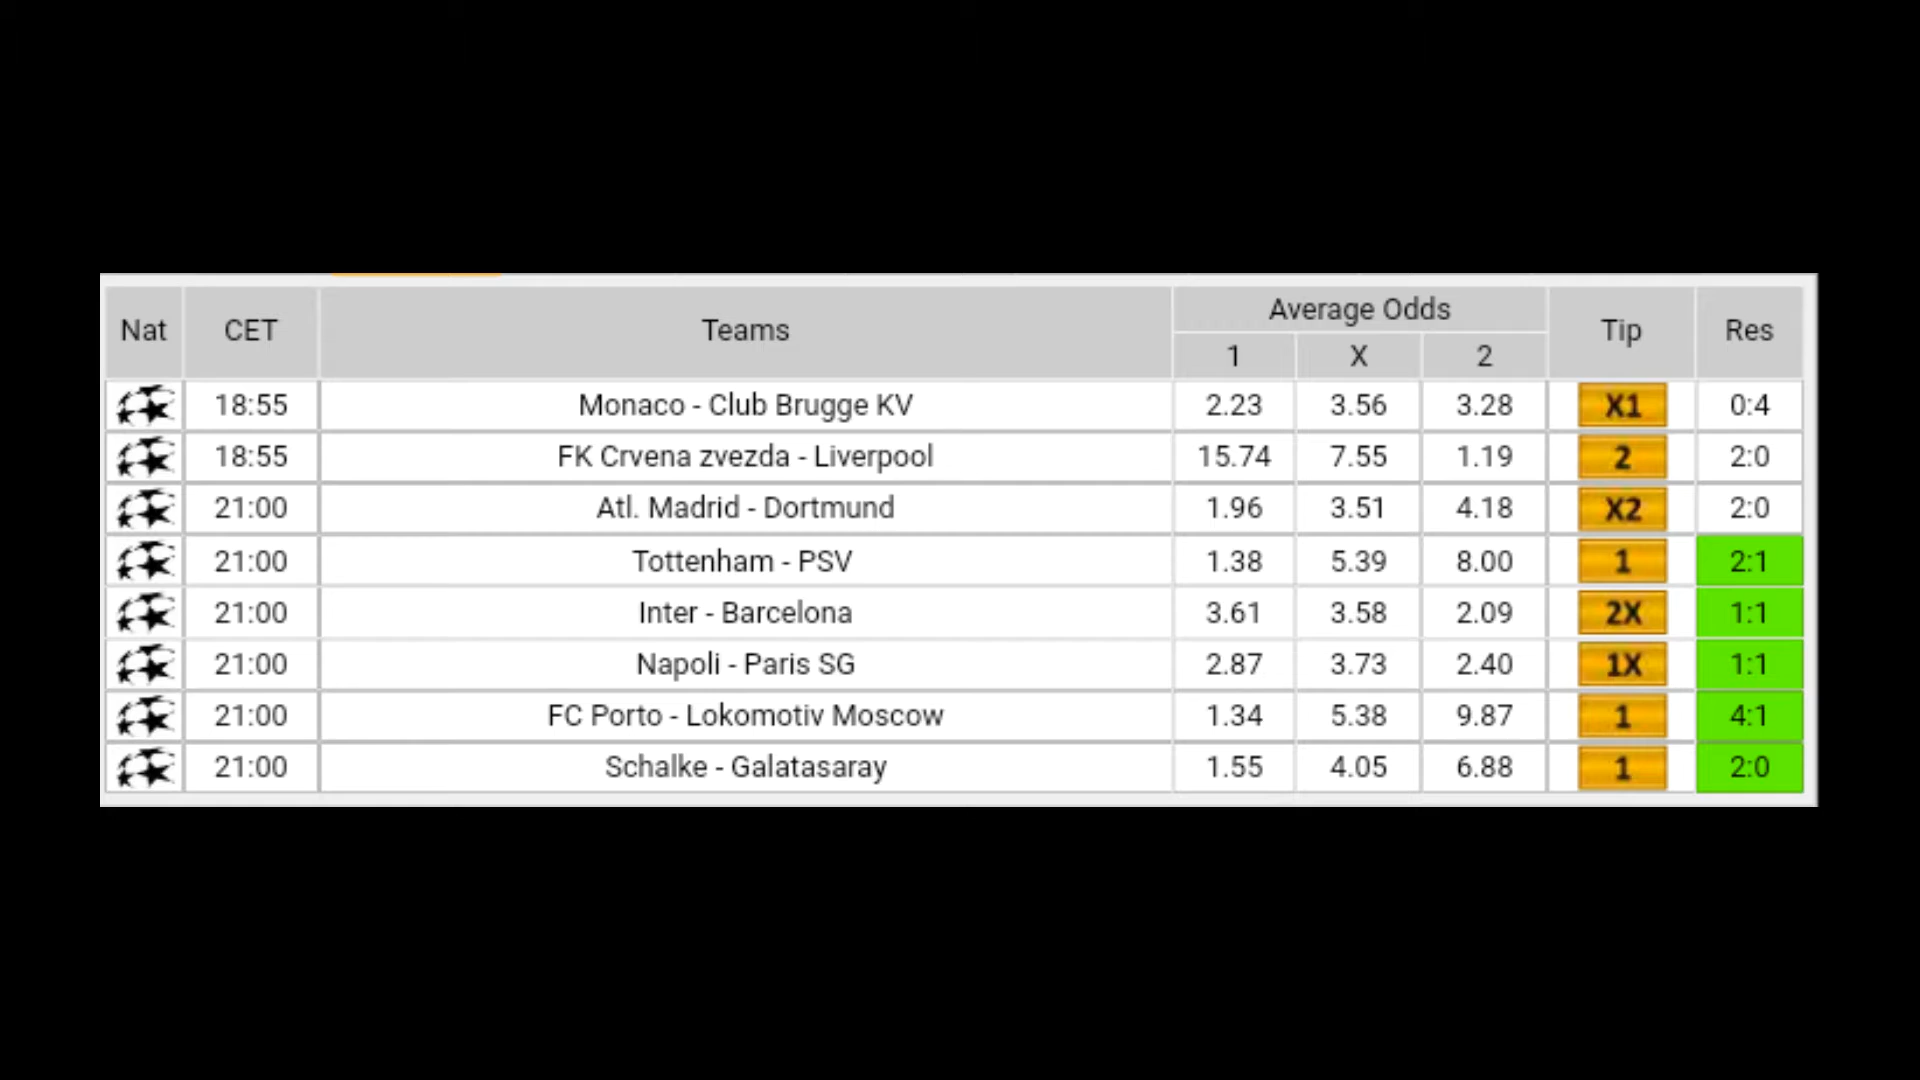 Nat CET Teams Average Odds Tip Res
1 X 2
18:55 Monaco - Club Brugge KV 2.23 3.56 3.28 X1 0:4
18:55 FK Crvena zvezda - Liverpool 15.74 7.55 1.19 2 2:0
21:00 Atl. Madrid - Dortmund 1.96 3.51 4.18 X2 2:0
21:00 Tottenham - PSV 1.38 5.39 8.00 1 2:1
21:00 Inter - Barcelona 3.61 3.58 2.09 2X 1:1
21:00 Napoli - Paris SG 2.87 3.73 2.40 1X 1:1
21:00 FC Porto - Lokomotiv Moscow 1.34 5.38 9.87 1 4:1
21:00 Schalke - Galatasaray 1.55 4.05 6.88 1 2:0